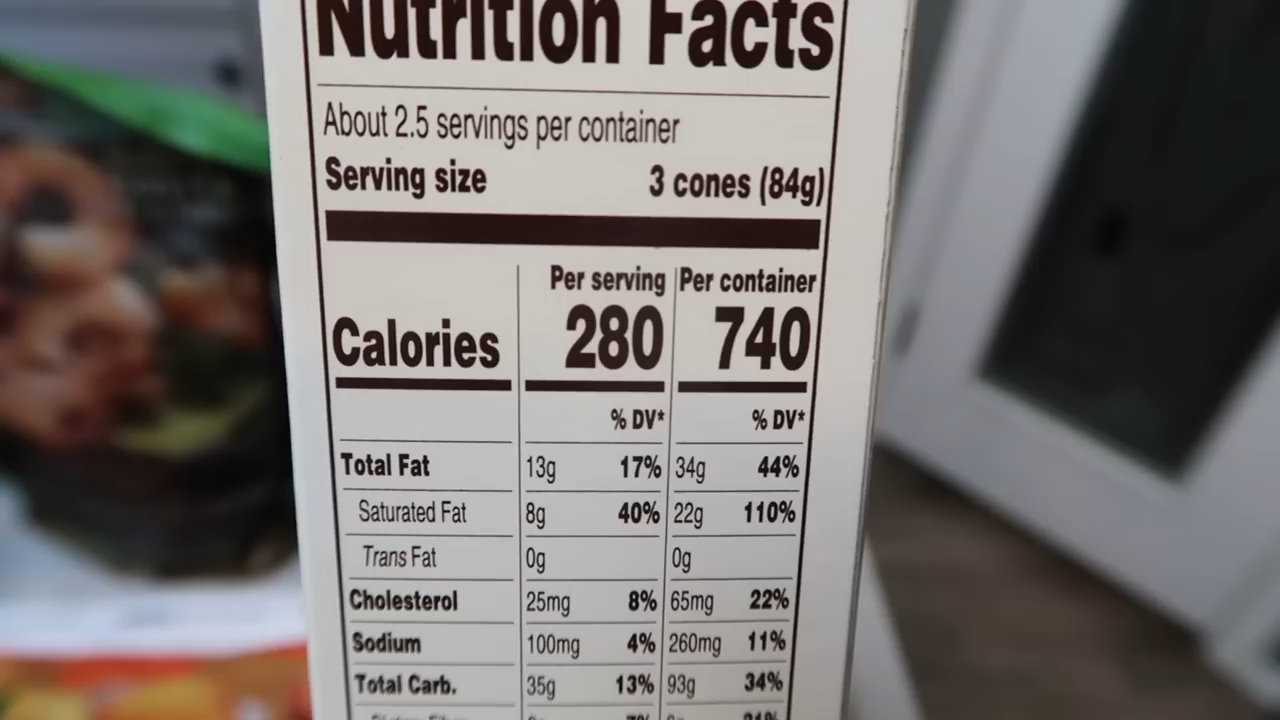 Nutrition Facts
About 2.5 servings per container
Serving size 3 cones (84g)
Per serving Per container
Calories 280 740
% DV* % DV*
Total Fat 13g 17% 34g 44%
Saturated Fat 8g 40% 22g 110%
Trans Fat 0g 0g
Cholesterol 25mg 8% 65mg 22%
Sodium 100mg 4% 260mg 11%
Total Carb. 35g 13% 93g 34%